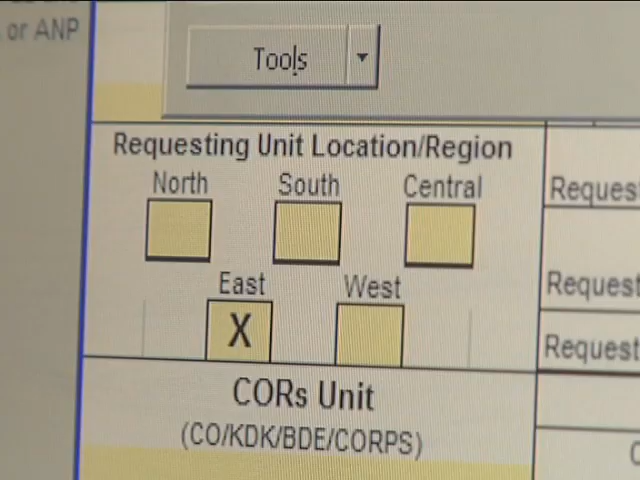 or ANP
Tools
Requesting Unit Location/Region
North South Central
Request
East West
Request
X
Request
CORs Unit
(CO/KDK/BDE/CORPS)